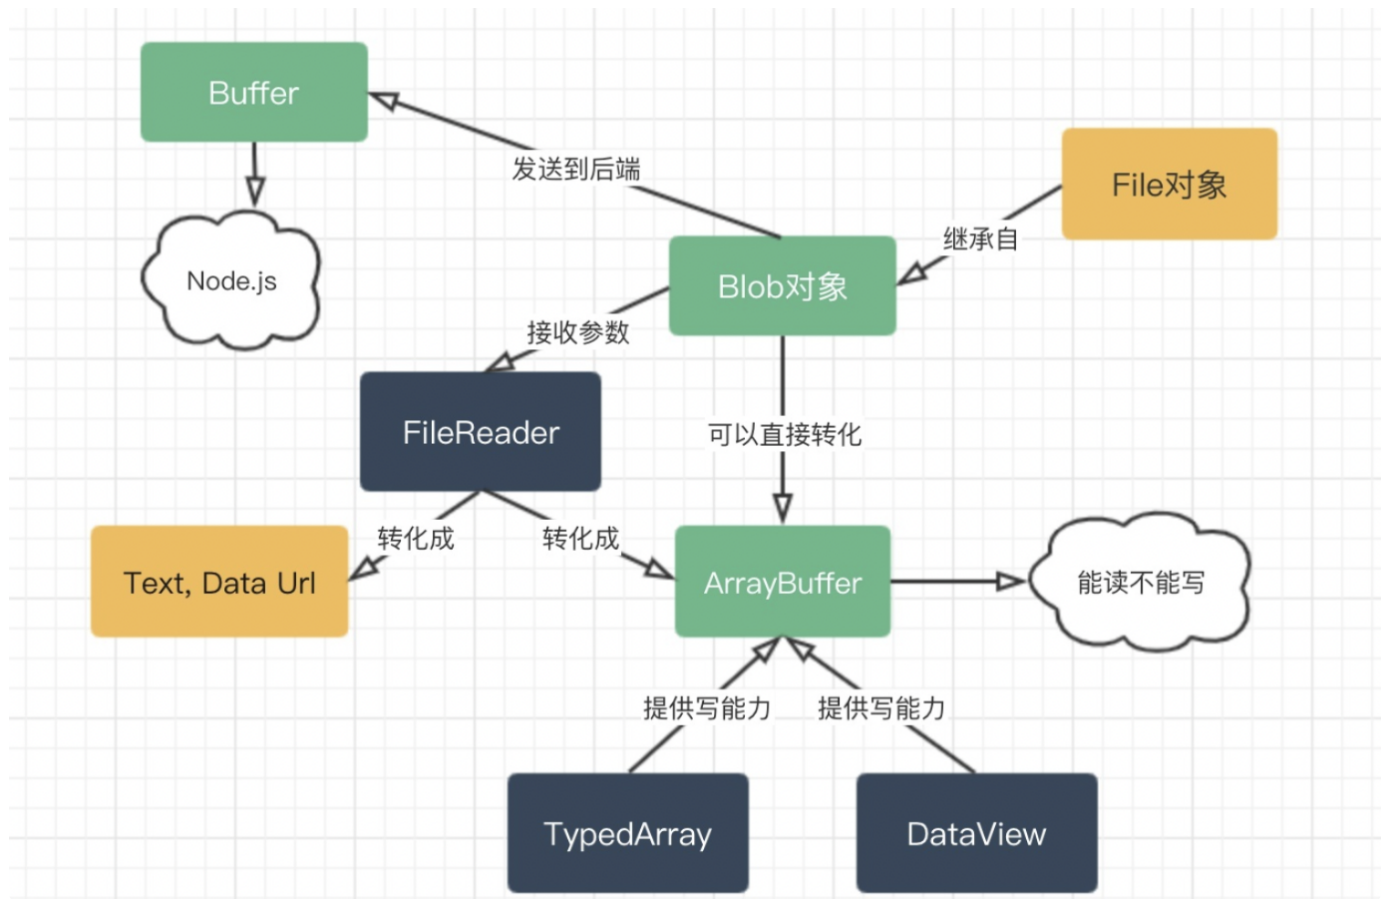 Buffer
发送到后端
File对象
继承自
Node.js
Blob对象
接收参数
FileReader
可以直接转化
转化成
转化成
Text, Data Url
ArrayBuffer
能读不能写
提供写能力
提供写能力
TypedArray
DataView